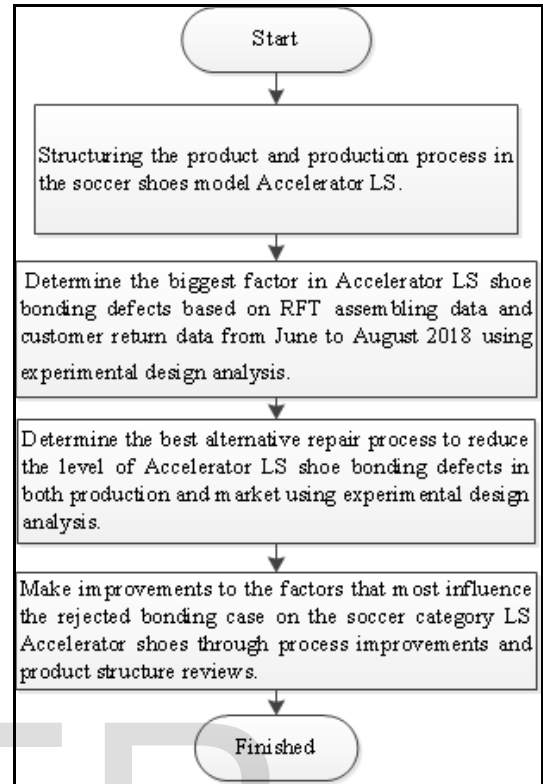 Start
Structuring the product and production process in
the soccer shoes model Accelerator LS.
Determine the biggest factor in Accelerator LS shoe
bonding defects based on RFT assembling data and
customer return data from June to August 2018 using
experimental design analysis.
Determine the best alternative repair process to reduce
the level of Accelerator LS shoe bonding defects in
both production and market using experimental design
analysis.
Make improvements to the factors that most influence
the rejected bonding case on the soccer category LS
Accelerator shoes through process improvements and
product structure reviews.
Finished